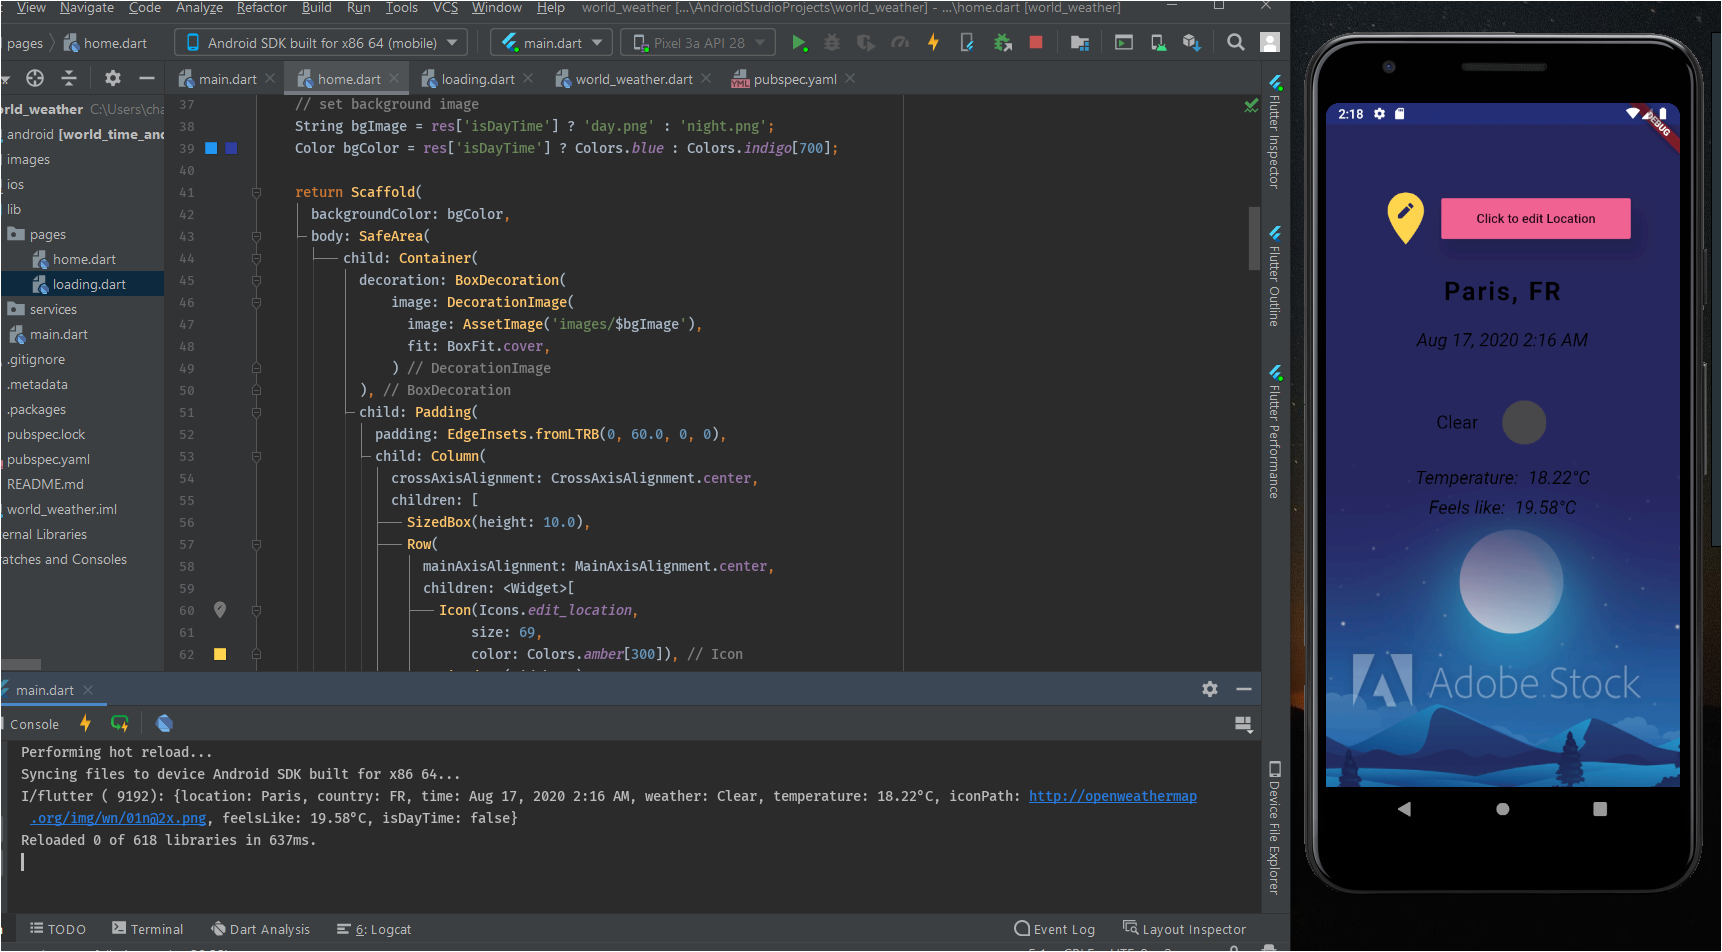 View Navigate Code Analyze Refactor Build Run Tools VCS Window Help world_weather [...\AndroidStudioProjects\world_weather] - ...\home.dart [world_weather]
pages home.dart Android SDK built for x86 64 (mobile) main.dart Pixel 3a API 28
main.dart home.dart loading.dart world_weather.dart pubspec.yaml
rld_weather C:\Users\cha
android [world_time_and
images
ios
lib
pages
home.dart
loading.dart
services
main.dart
.gitignore
.metadata
.packages
pubspec.lock
pubspec.yaml
README.md
world_weather.iml
ernal Libraries
ratches and Consoles
37 // set background image
38 String bgImage = res['isDayTime'] ? 'day.png' : 'night.png';
39 Color bgColor = res['isDayTime'] ? Colors.blue : Colors.indigo[700];
40
41 return Scaffold(
42 backgroundColor: bgColor,
43 body: SafeArea(
44 child: Container(
45 decoration: BoxDecoration(
46 image: DecorationImage(
47 image: AssetImage('images/$bgImage'),
48 fit: BoxFit.cover,
49 ) // DecorationImage
50 ), // BoxDecoration
51 child: Padding(
52 padding: EdgeInsets.fromLTRB(0, 60.0, 0, 0),
53 child: Column(
54 crossAxisAlignment: CrossAxisAlignment.center,
55 children: [
56 SizedBox(height: 10.0),
57 Row(
58 mainAxisAlignment: MainAxisAlignment.center,
59 children: <Widget>[
60 Icon(Icons.edit_location,
61 size: 69,
62 color: Colors.amber[300]), // Icon
Flutter Inspector
Flutter Outline
Flutter Performance
Device File Explorer
main.dart
Console
Performing hot reload...
Syncing files to device Android SDK built for x86 64...
I/flutter ( 9192): {location: Paris, country: FR, time: Aug 17, 2020 2:16 AM, weather: Clear, temperature: 18.22°C, iconPath: http://openweathermap
.org/img/wn/01n@2x.png, feelsLike: 19.58°C, isDayTime: false}
Reloaded 0 of 618 libraries in 637ms.
TODO Terminal Dart Analysis 6: Logcat Event Log Layout Inspector
2:18
DEBUG
Click to edit Location
Paris, FR
Aug 17, 2020 2:16 AM
Clear
Temperature: 18.22°C
Feels like: 19.58°C
Adobe Stock